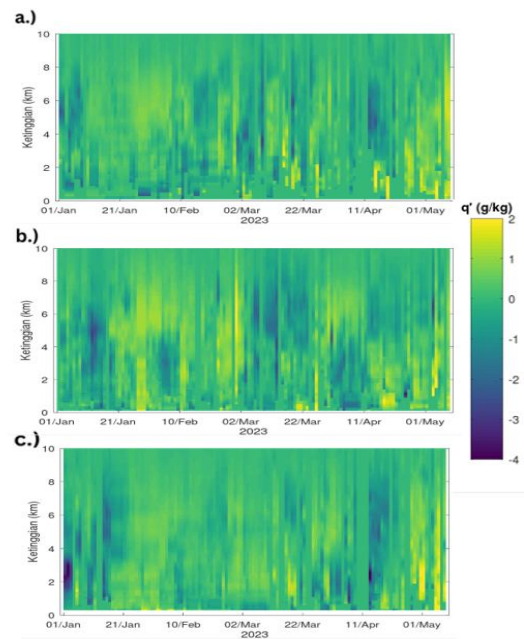 a.)
10
8
6
4
2
0
Ketinggian (km)
01/Jan 21/Jan 10/Feb 02/Mar 22/Mar 11/Apr 01/May
2023
b.)
10
8
6
4
2
0
Ketinggian (km)
01/Jan 21/Jan 10/Feb 02/Mar 22/Mar 11/Apr 01/May
2023
c.)
10
8
6
4
2
0
Ketinggian (km)
01/Jan 21/Jan 10/Feb 02/Mar 22/Mar 11/Apr 01/May
2023
q' (g/kg)
2
1
0
-1
-2
-3
-4